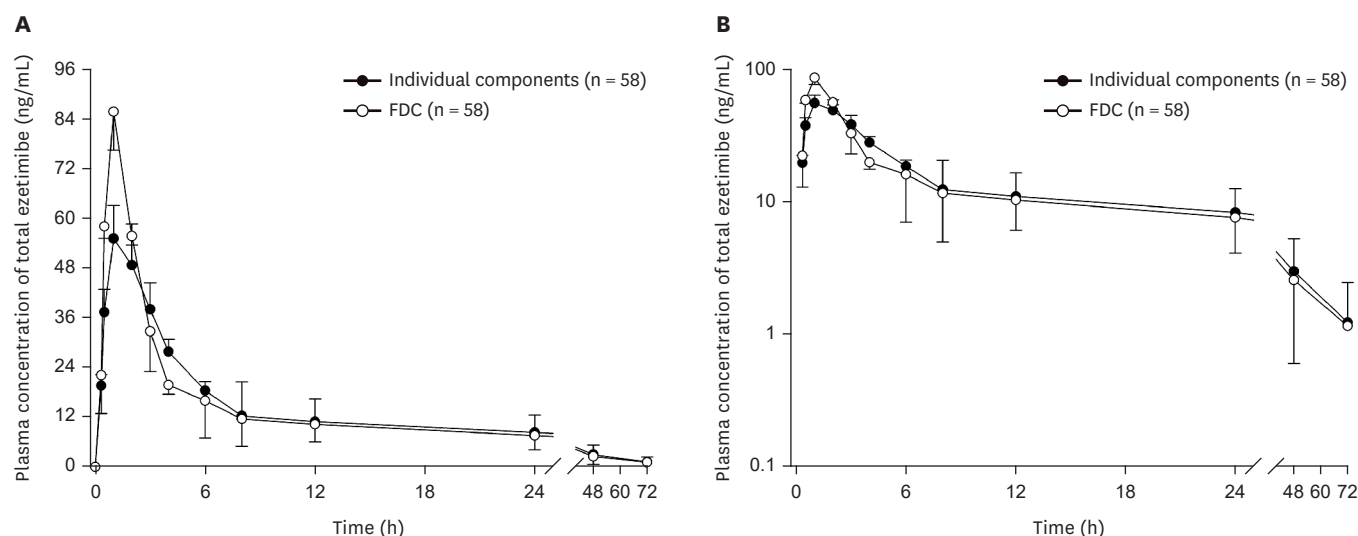 A
Plasma concentration of total ezetimibe (ng/mL)
96
84
72
60
48
36
24
12
0
Individual components (n = 58)
FDC (n = 58)
0 6 12 18 24 48 60 72
Time (h)
B
Plasma concentration of total ezetimibe (ng/mL)
100
10
1
0.1
Individual components (n = 58)
FDC (n = 58)
0 6 12 18 24 48 60 72
Time (h)